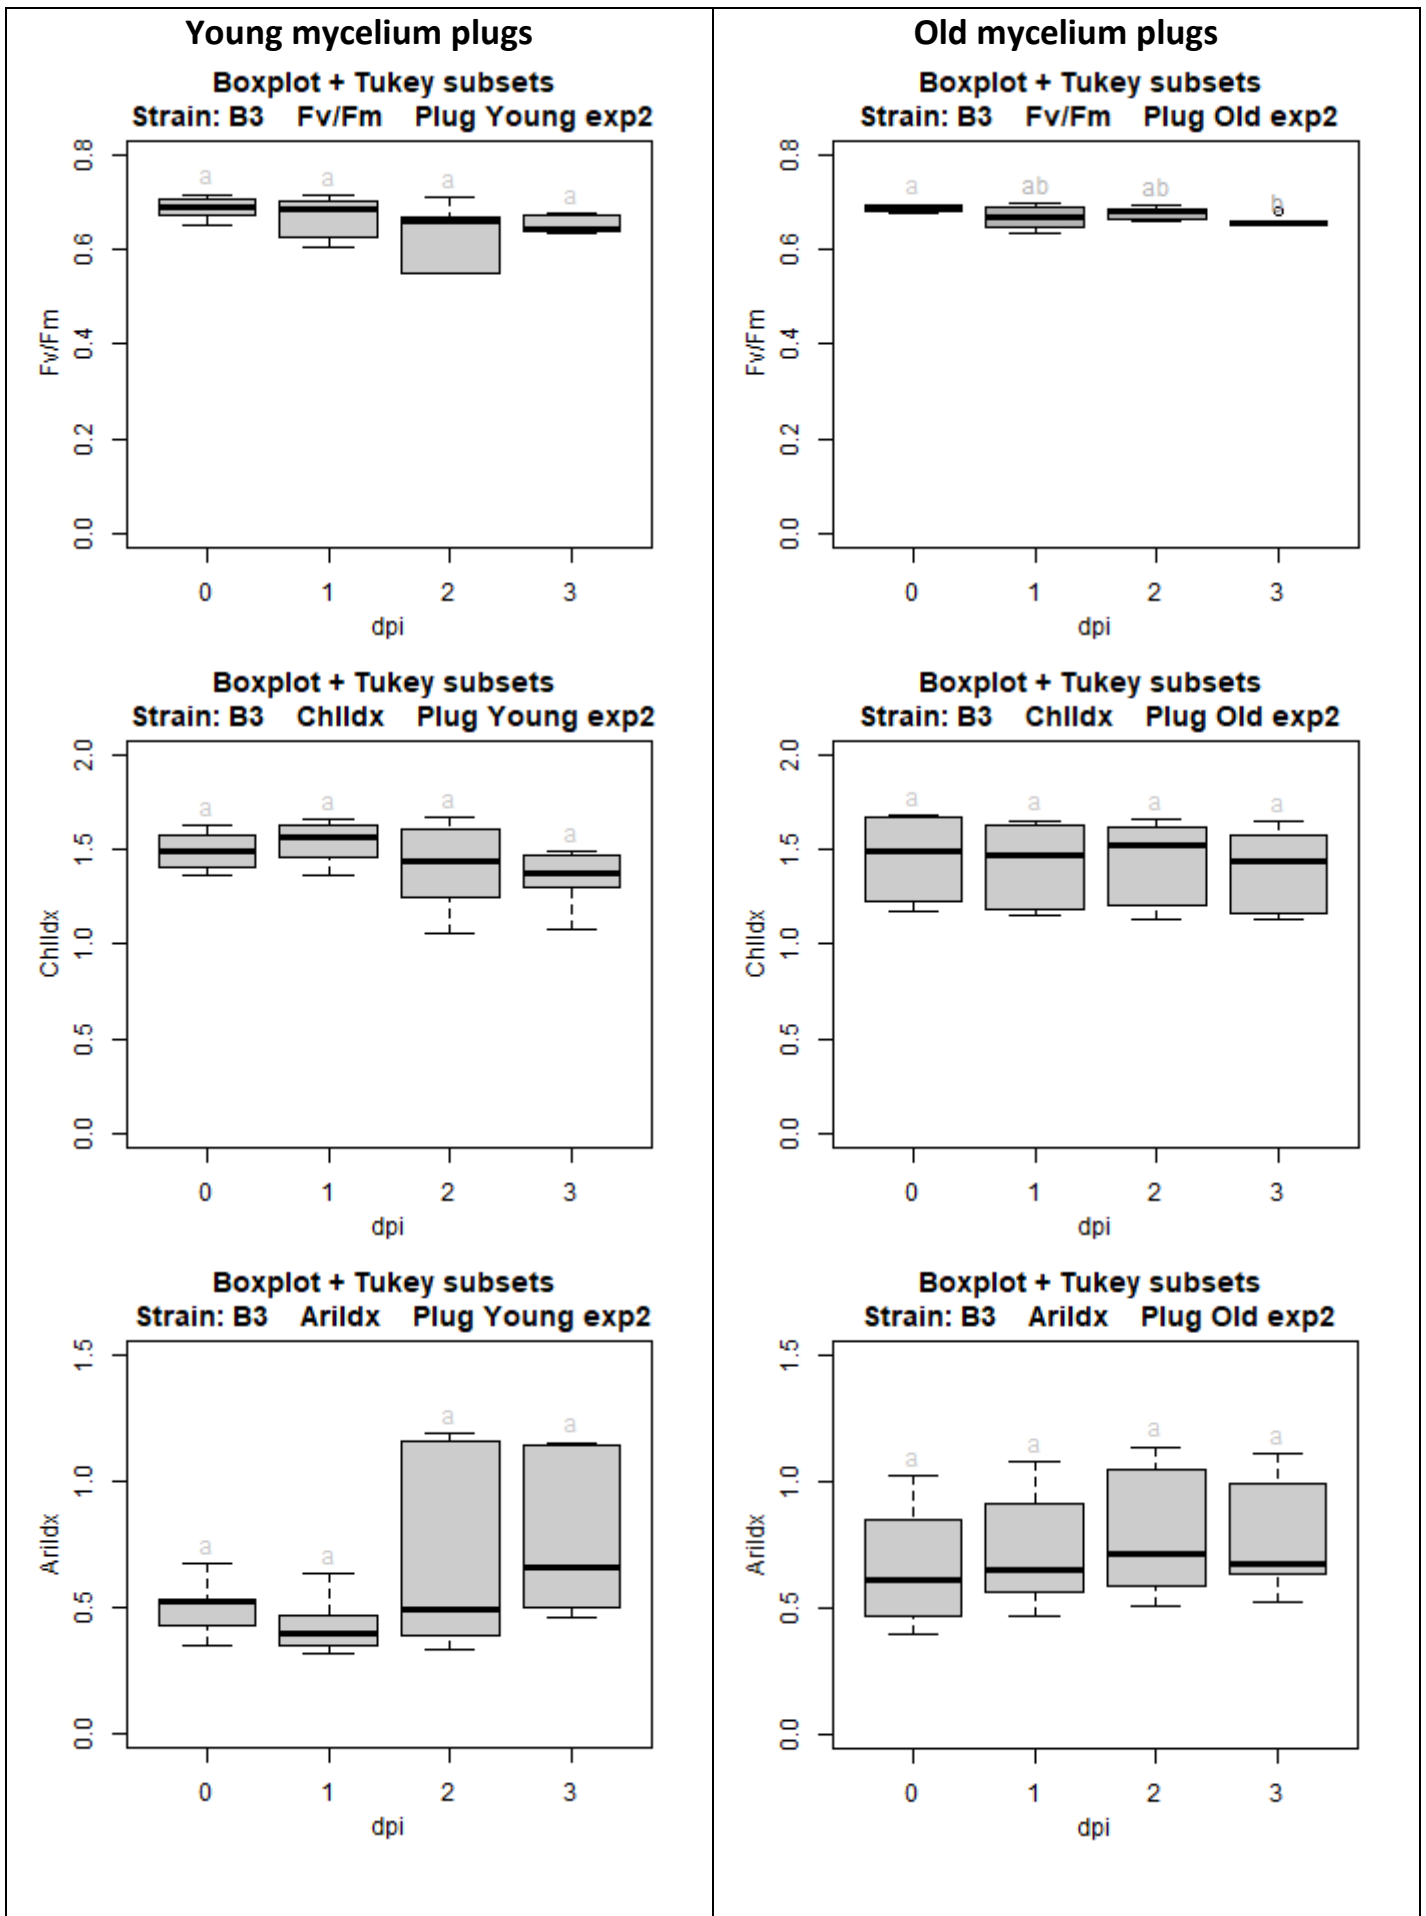 Young mycelium plugs
Boxplot + Tukey subsets
Strain: B3 Fv/Fm Plug Young exp2
0.8
0.6
0.4
0.2
0.0
Fv/Fm
a a a a
0 1 2 3
dpi
Boxplot + Tukey subsets
Strain: B3 ChlIdx Plug Young exp2
2.0
1.5
1.0
0.5
0.0
ChlIdx
a a a a
0 1 2 3
dpi
Boxplot + Tukey subsets
Strain: B3 AriIdx Plug Young exp2
1.5
1.0
0.5
0.0
AriIdx
a a a a
0 1 2 3
dpi
Old mycelium plugs
Boxplot + Tukey subsets
Strain: B3 Fv/Fm Plug Old exp2
0.8
0.6
0.4
0.2
0.0
Fv/Fm
a ab ab b
0 1 2 3
dpi
Boxplot + Tukey subsets
Strain: B3 ChlIdx Plug Old exp2
2.0
1.5
1.0
0.5
0.0
ChlIdx
a a a a
0 1 2 3
dpi
Boxplot + Tukey subsets
Strain: B3 AriIdx Plug Old exp2
1.5
1.0
0.5
0.0
AriIdx
a a a a
0 1 2 3
dpi